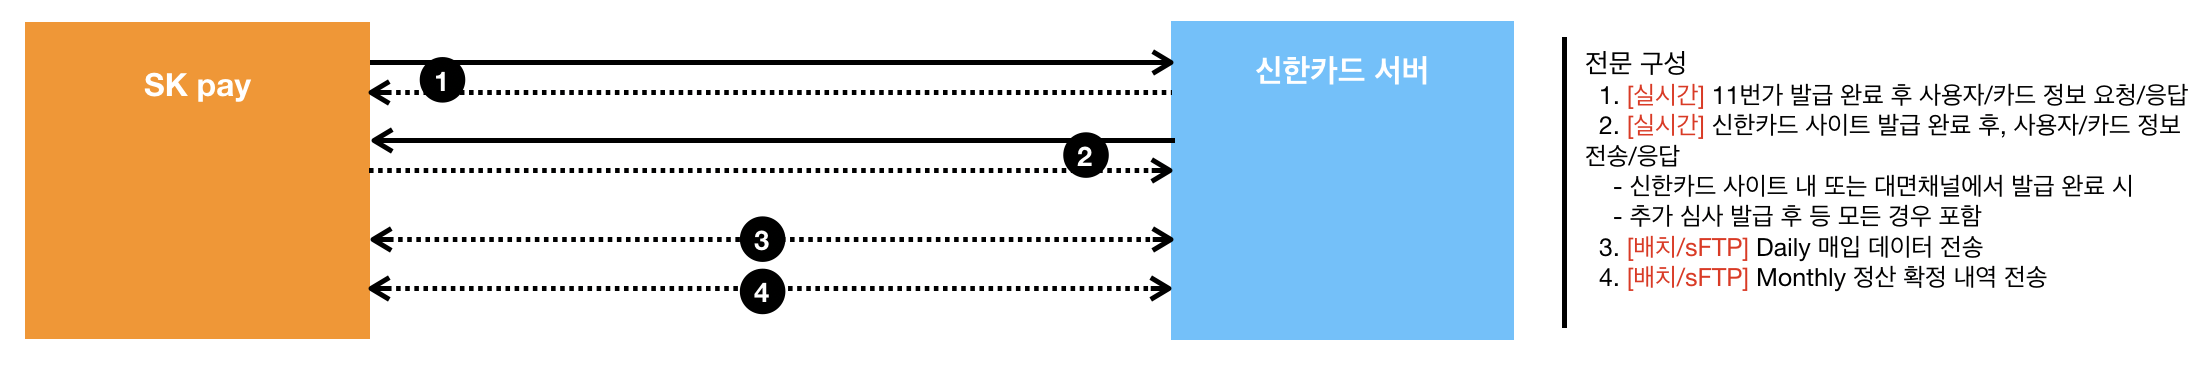 SK pay
1
2
3
4
신한카드 서버
전문 구성
1. [실시간] 11번가 발급 완료 후 사용자/카드 정보 요청/응답
2. [실시간] 신한카드 사이트 발급 완료 후, 사용자/카드 정보
전송/응답
- 신한카드 사이트 내 또는 대면채널에서 발급 완료 시
- 추가 심사 발급 후 등 모든 경우 포함
3. [배치/sFTP] Daily 매입 데이터 전송
4. [배치/sFTP] Monthly 정산 확정 내역 전송